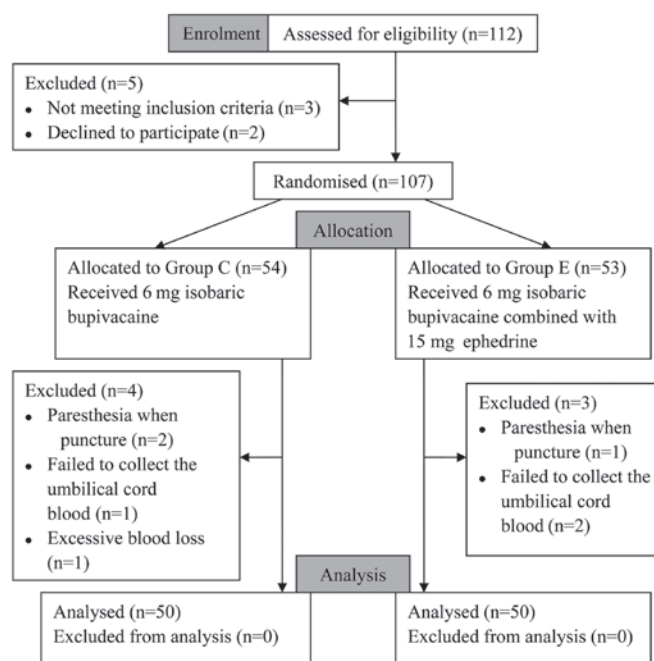 Enrolment
Assessed for eligibility (n=112)
Excluded (n=5)
• Not meeting inclusion criteria (n=3)
• Declined to participate (n=2)
Randomised (n=107)
Allocation
Allocated to Group C (n=54)
Received 6 mg isobaric
bupivacaine
Allocated to Group E (n=53)
Received 6 mg isobaric
bupivacaine combined with
15 mg ephedrine
Excluded (n=4)
• Paresthesia when
puncture (n=2)
• Failed to collect the
umbilical cord
blood (n=1)
• Excessive blood loss
(n=1)
Excluded (n=3)
• Paresthesia when
puncture (n=1)
• Failed to collect the
umbilical cord
blood (n=2)
Analysis
Analysed (n=50)
Excluded from analysis (n=0)
Analysed (n=50)
Excluded from analysis (n=0)